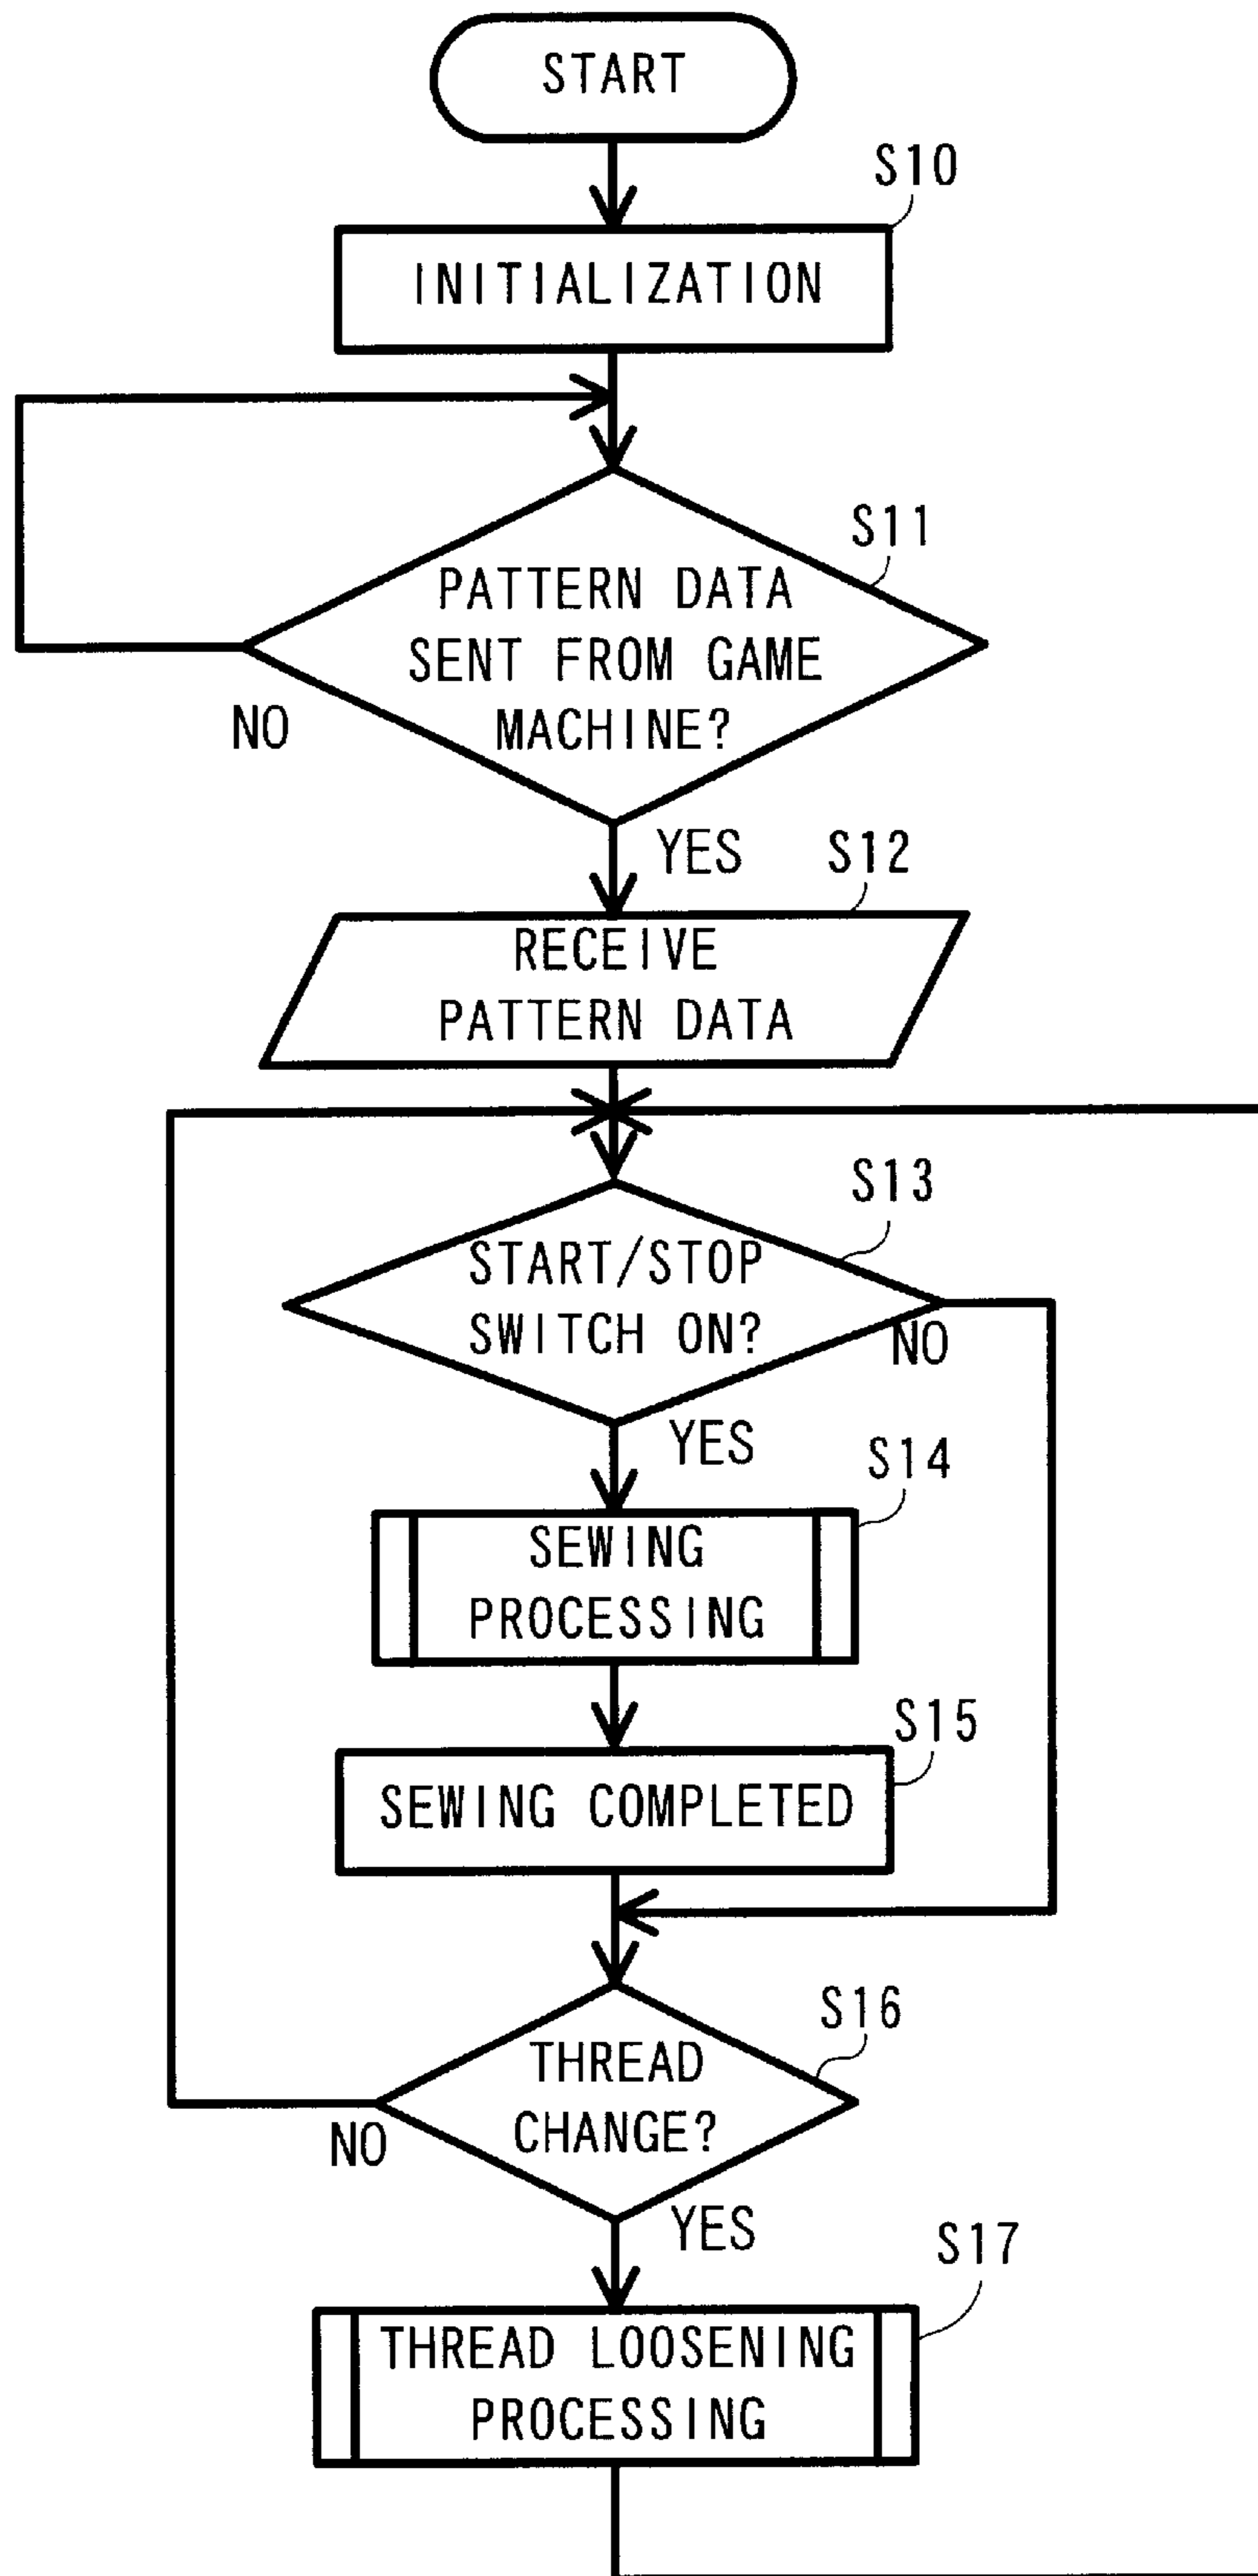 START
S10
INITIALIZATION
S11
PATTERN DATA
SENT FROM GAME
MACHINE?
NO
YES
S12
RECEIVE
PATTERN DATA
S13
START/STOP
SWITCH ON?
NO
YES
S14
SEWING
PROCESSING
S15
SEWING COMPLETED
S16
THREAD
CHANGE?
NO
YES
S17
THREAD LOOSENING
PROCESSING